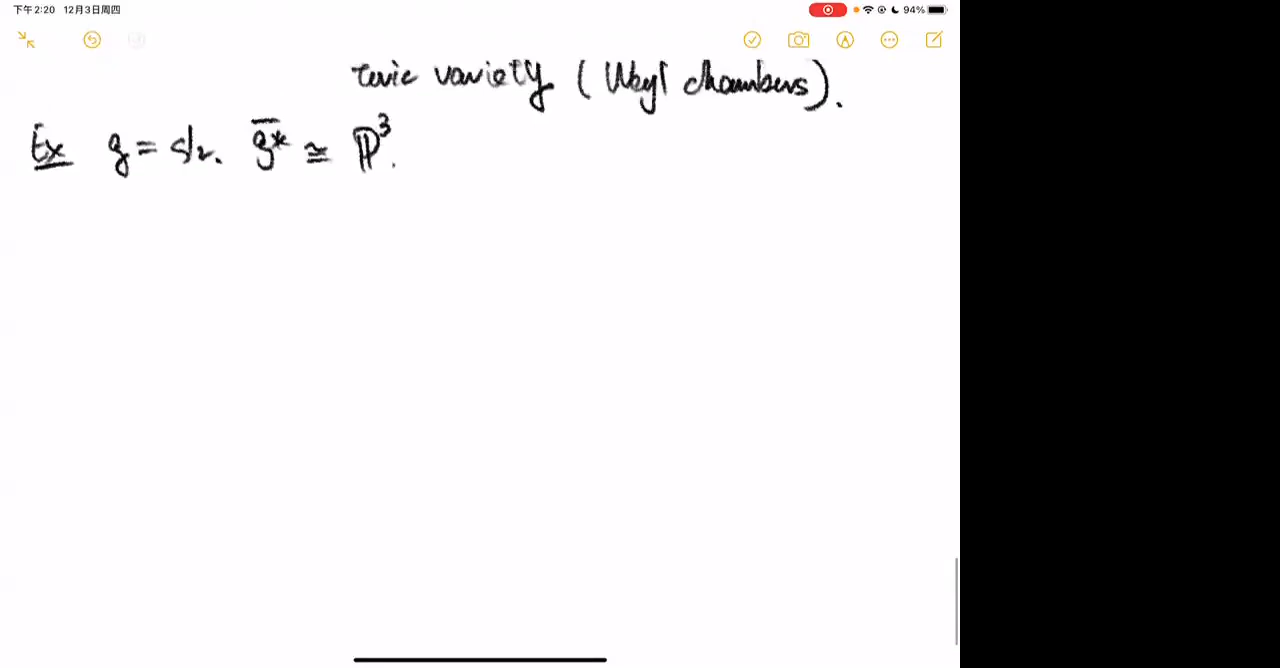 下午2:20 12月3日周四 94%
toric variety (Weyl chambers).
Ex g = sl₂. \overline{g^*} ≅ ℙ³.